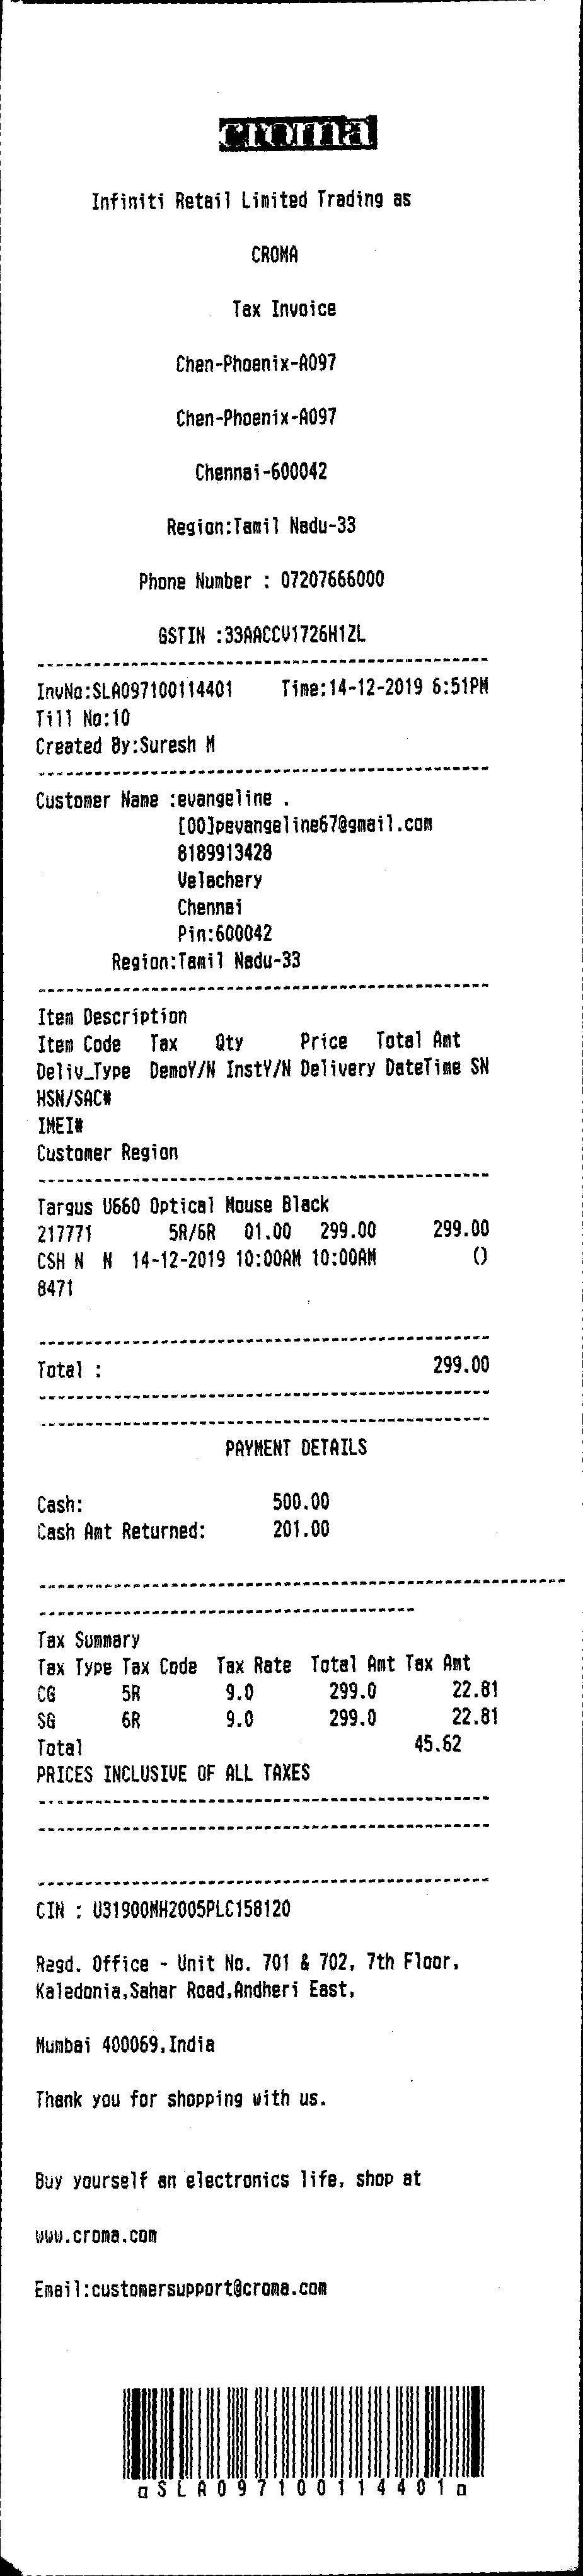 croma
Infiniti Retail Limited Trading as
CROMA
Tax Invoice
Chen-Phoenix-A097
Chen-Phoenix-A097
Chennai-600042
Region:Tamil Nadu-33
Phone Number : 07207666000
GSTIN :33AACCV1726H1ZL
InvNo:SLA097100114401 Time:14-12-2019 6:51PM
Till No:10
Created By:Suresh M
Customer Name :evangeline .
[00]pevangeline67@gmail.com
8189913428
Velachery
Chennai
Pin:600042
Region:Tamil Nadu-33
Item Description
Item Code Tax Qty Price Total Amt
Deliv_Type DemoY/N InstY/N Delivery DateTime SN
HSN/SAC#
IMEI#
Customer Region
Targus U660 Optical Mouse Black
217771 5R/6R 01.00 299.00 299.00
CSH N N 14-12-2019 10:00AM 10:00AM ()
8471
Total : 299.00
PAYMENT DETAILS
Cash: 500.00
Cash Amt Returned: 201.00
Tax Summary
Tax Type Tax Code Tax Rate Total Amt Tax Amt
CG 5R 9.0 299.0 22.81
SG 6R 9.0 299.0 22.81
Total 45.62
PRICES INCLUSIVE OF ALL TAXES
CIN : U31900MH2005PLC158120
Regd. Office - Unit No. 701 & 702, 7th Floor,
Kaledonia,Sahar Road,Andheri East,
Mumbai 400069,India
Thank you for shopping with us.
Buy yourself an electronics life, shop at
www.croma.com
Email:customersupport@croma.com
SLA097100114401